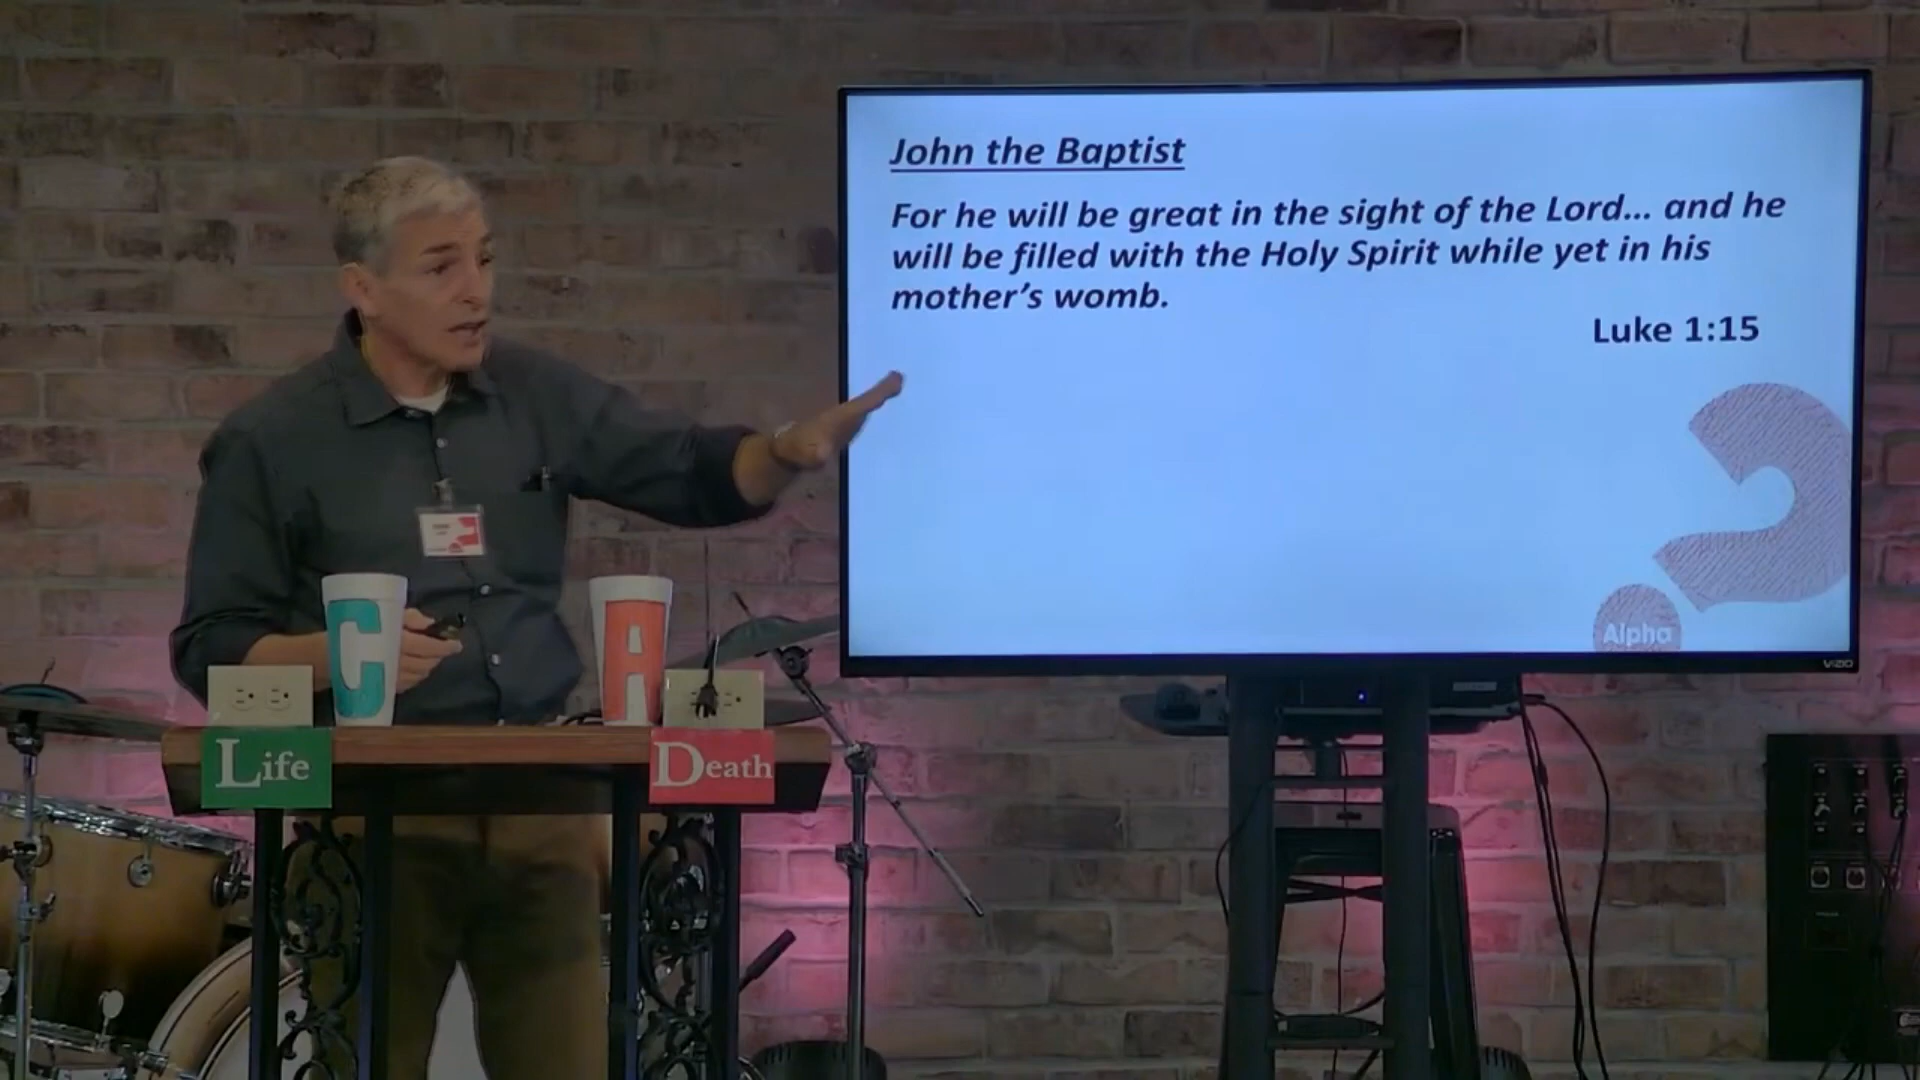 John the Baptist
For he will be great in the sight of the Lord... and he
will be filled with the Holy Spirit while yet in his
mother's womb.
Luke 1:15
Alpha
VIZIO
C
A
Life
Death